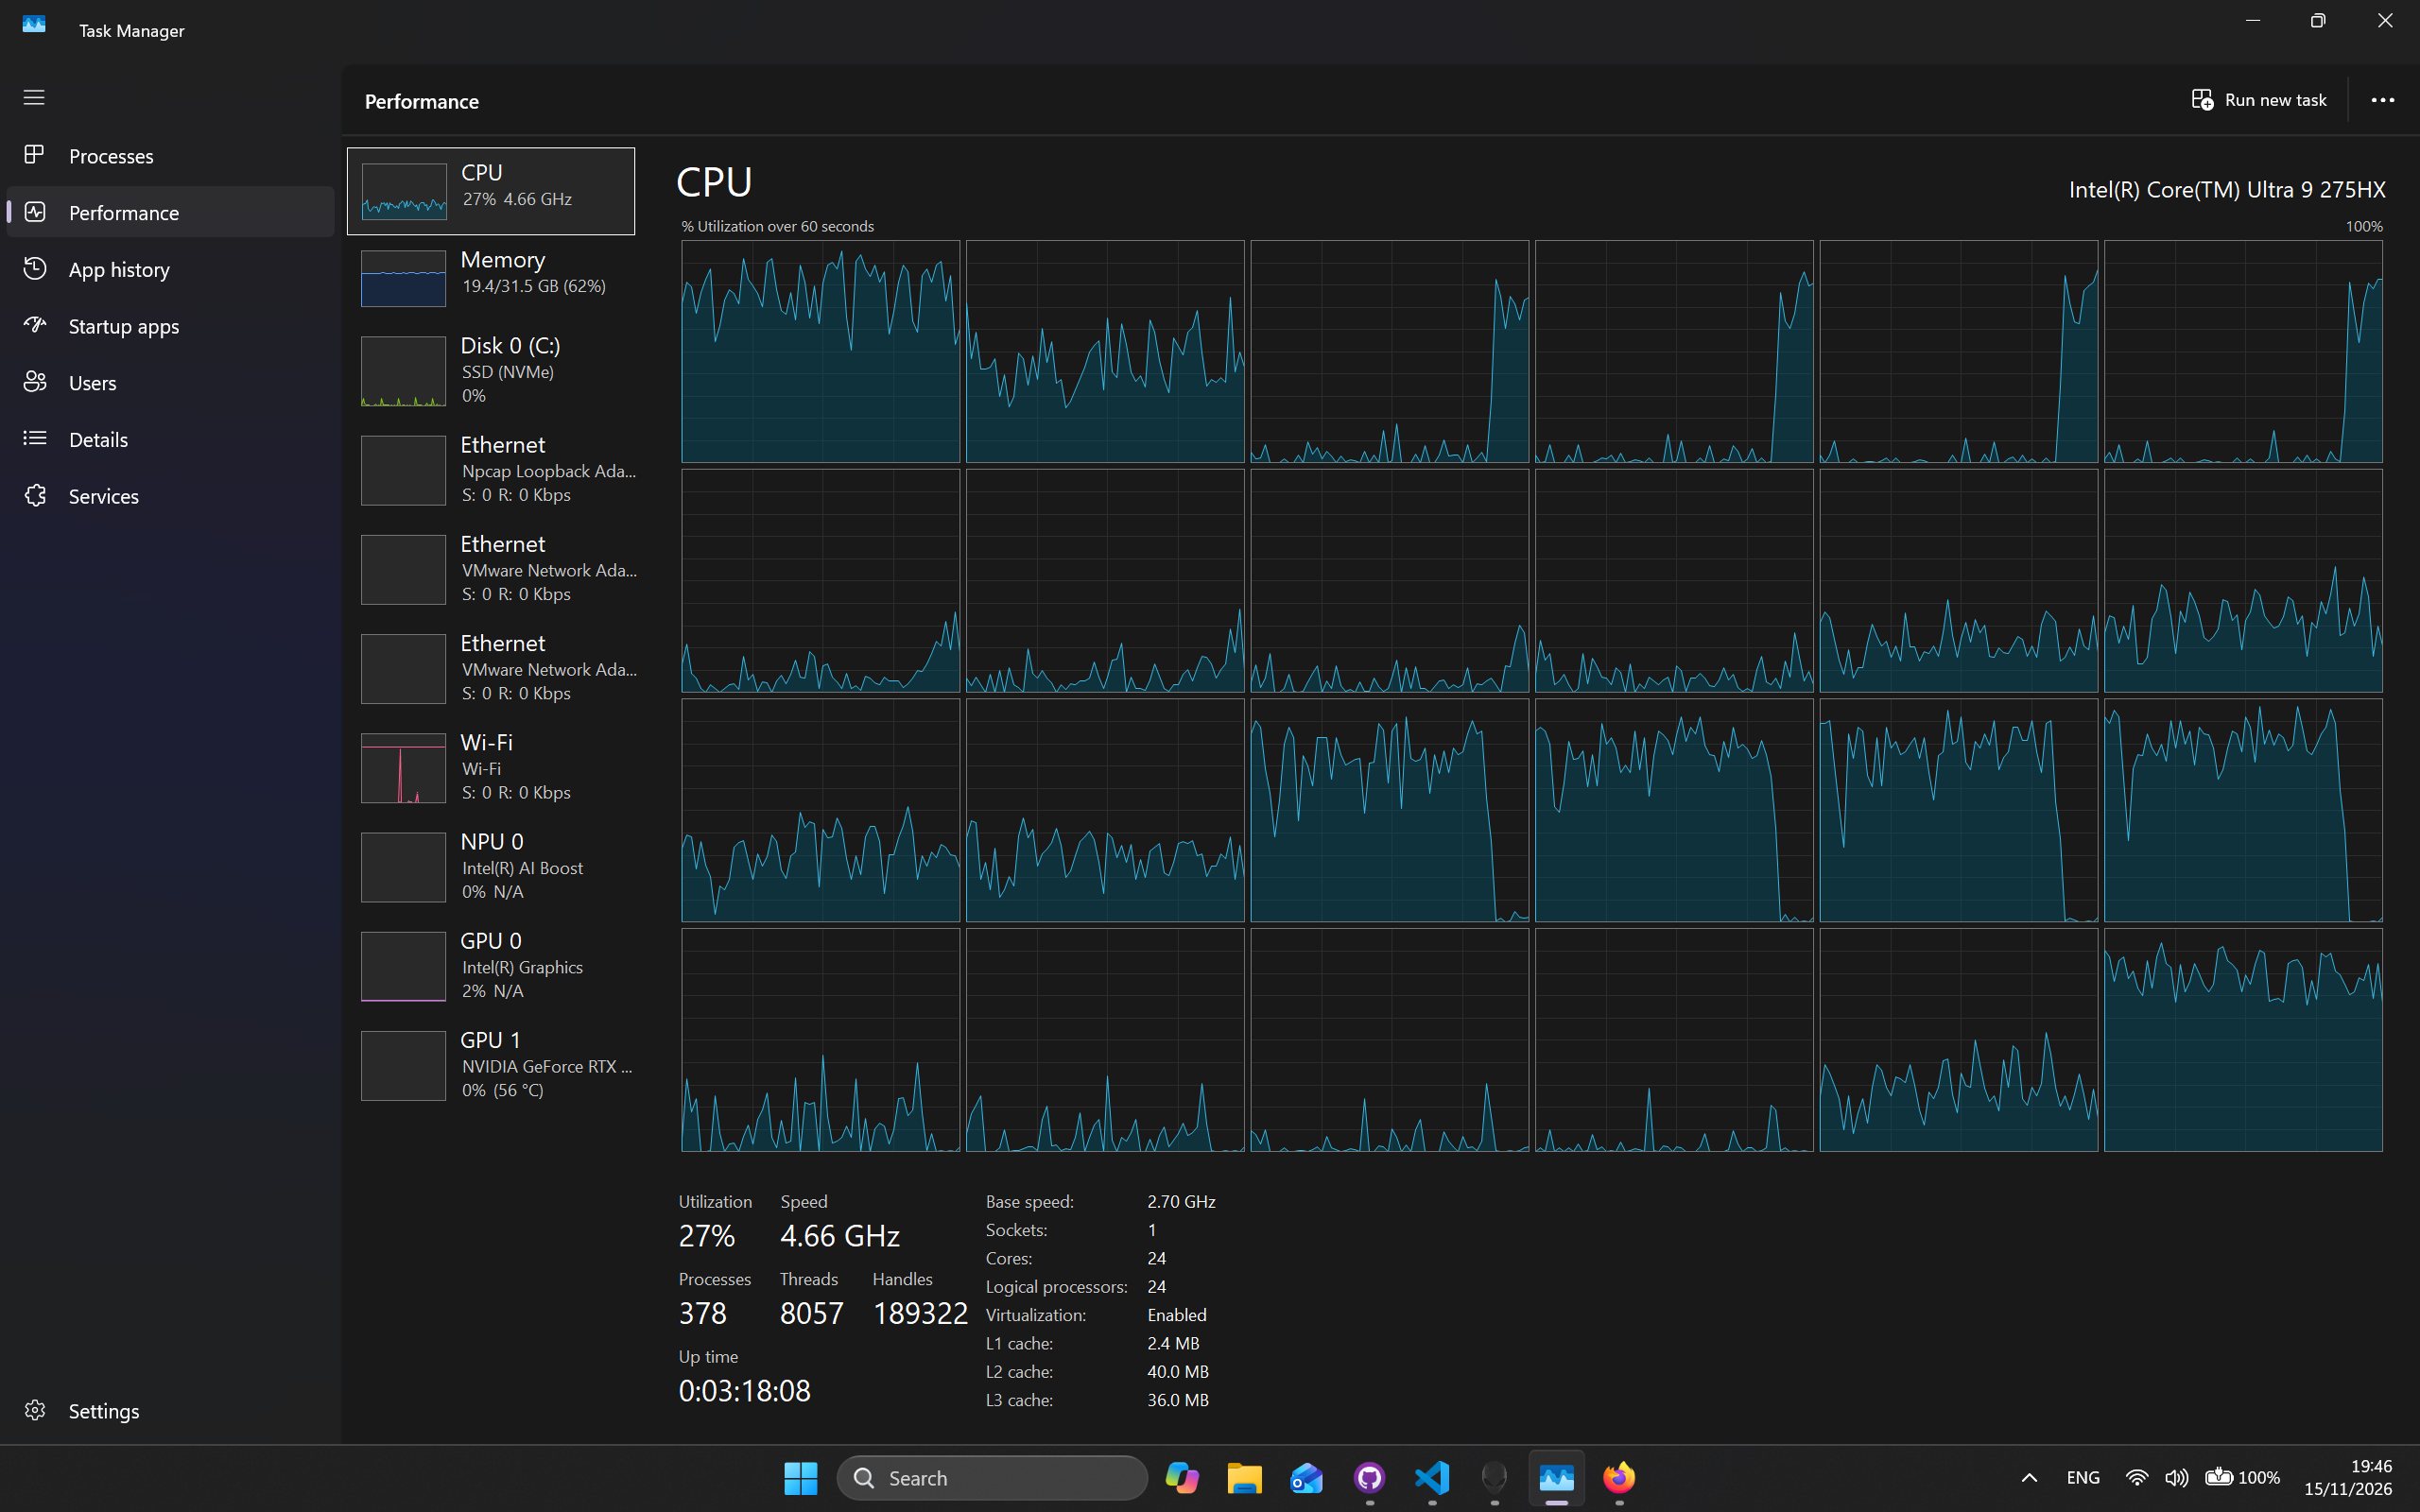 Task Manager
Performance
Run new task
Processes
Performance
App history
Startup apps
Users
Details
Services
Settings
CPU
27% 4.66 GHz
Memory
19.4/31.5 GB (62%)
Disk 0 (C:)
SSD (NVMe)
0%
Ethernet
Npcap Loopback Ada...
S: 0 R: 0 Kbps
Ethernet
VMware Network Ada...
S: 0 R: 0 Kbps
Ethernet
VMware Network Ada...
S: 0 R: 0 Kbps
Wi-Fi
Wi-Fi
S: 0 R: 0 Kbps
NPU 0
Intel(R) AI Boost
0% N/A
GPU 0
Intel(R) Graphics
2% N/A
GPU 1
NVIDIA GeForce RTX ...
0% (56 °C)
CPU
Intel(R) Core(TM) Ultra 9 275HX
% Utilization over 60 seconds
100%
Utilization
27%
Speed
4.66 GHz
Processes
378
Threads
8057
Handles
189322
Up time
0:03:18:08
Base speed: 2.70 GHz
Sockets: 1
Cores: 24
Logical processors: 24
Virtualization: Enabled
L1 cache: 2.4 MB
L2 cache: 40.0 MB
L3 cache: 36.0 MB
Search
ENG
100%
19:46
15/11/2026